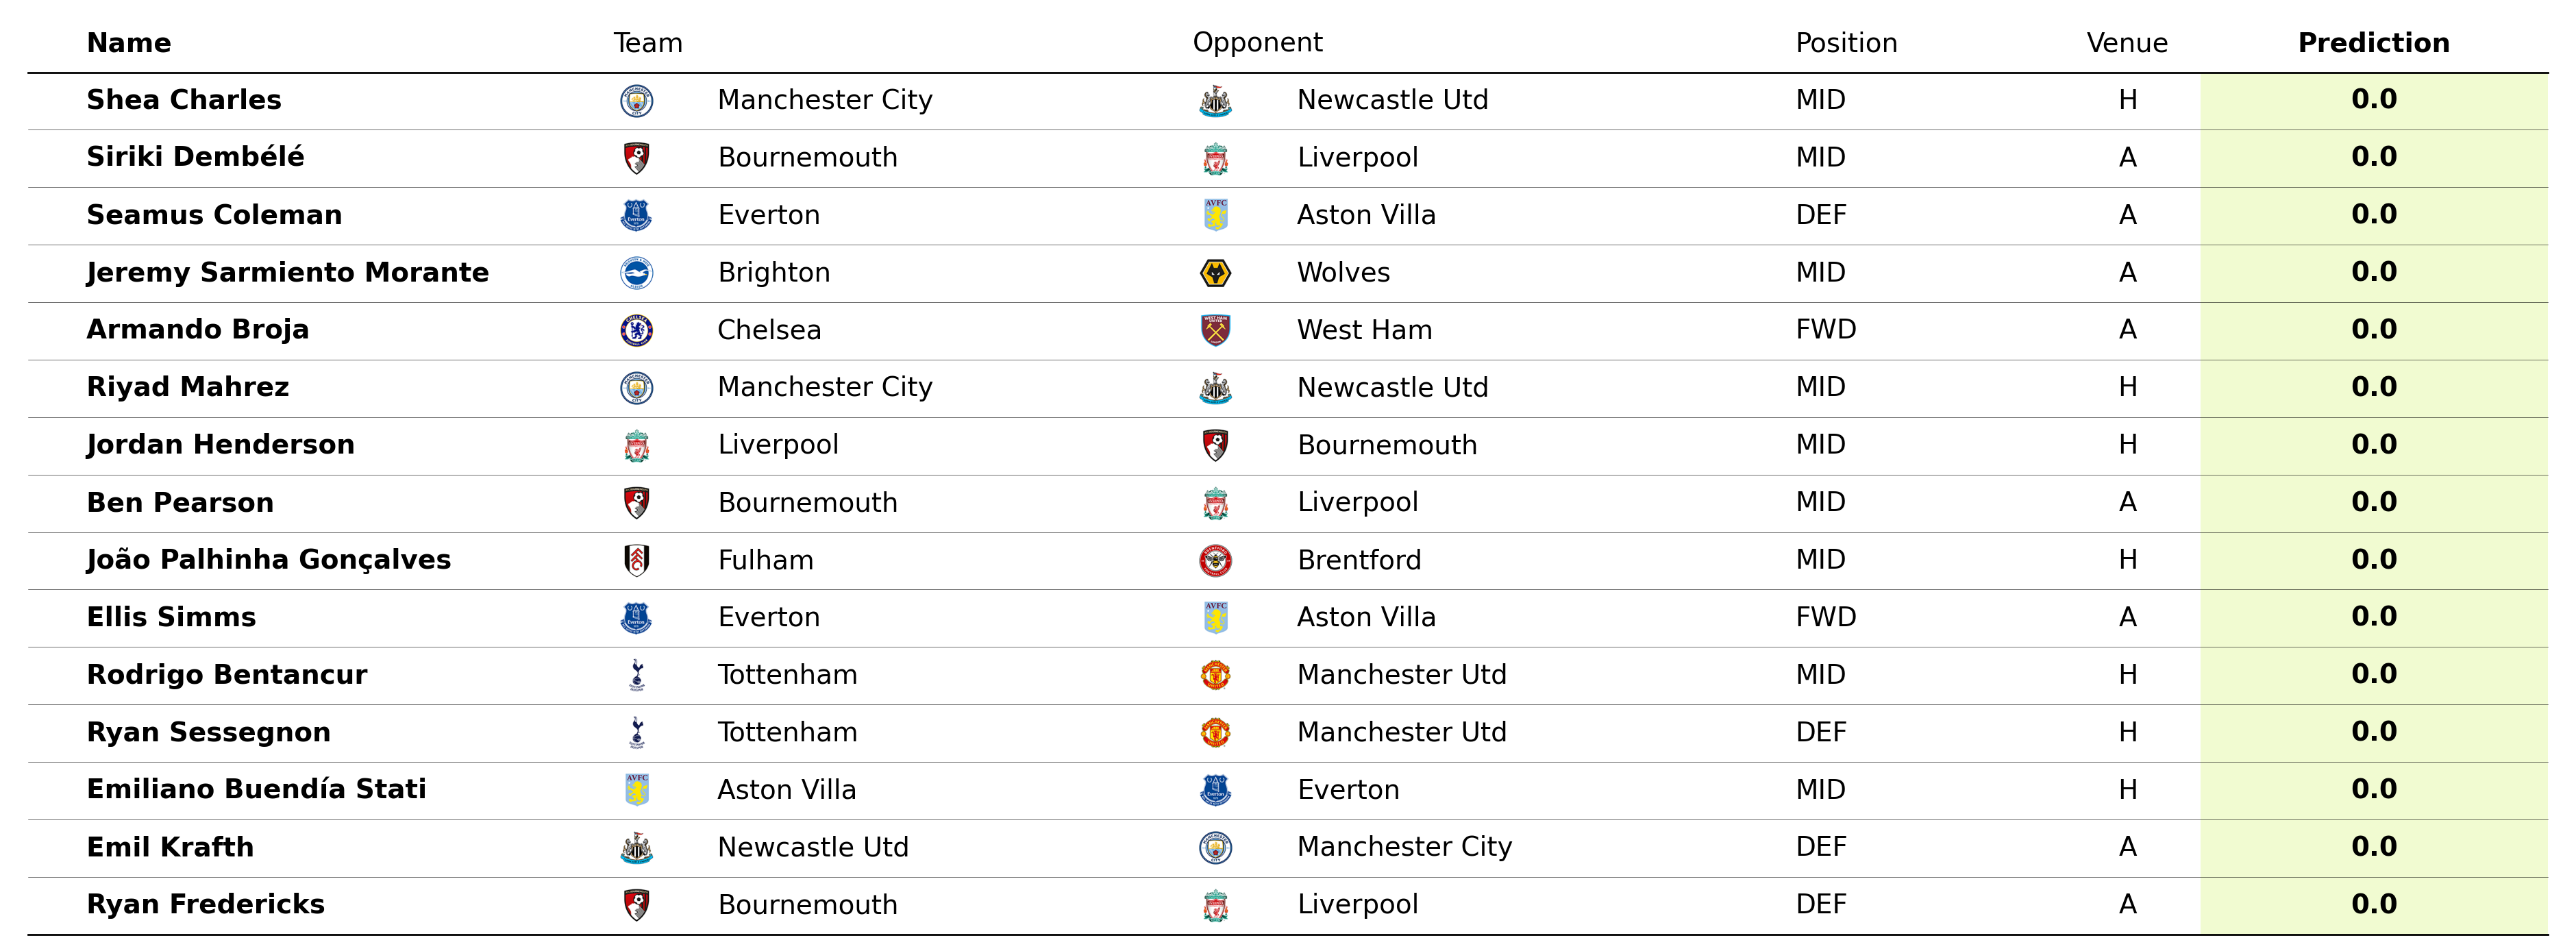 Name Team Opponent Position Venue Prediction
Shea Charles Manchester City Newcastle Utd MID H 0.0
Siriki Dembélé Bournemouth Liverpool MID A 0.0
Seamus Coleman Everton Aston Villa DEF A 0.0
Jeremy Sarmiento Morante Brighton Wolves MID A 0.0
Armando Broja Chelsea West Ham FWD A 0.0
Riyad Mahrez Manchester City Newcastle Utd MID H 0.0
Jordan Henderson Liverpool Bournemouth MID H 0.0
Ben Pearson Bournemouth Liverpool MID A 0.0
João Palhinha Gonçalves Fulham Brentford MID H 0.0
Ellis Simms Everton Aston Villa FWD A 0.0
Rodrigo Bentancur Tottenham Manchester Utd MID H 0.0
Ryan Sessegnon Tottenham Manchester Utd DEF H 0.0
Emiliano Buendía Stati Aston Villa Everton MID H 0.0
Emil Krafth Newcastle Utd Manchester City DEF A 0.0
Ryan Fredericks Bournemouth Liverpool DEF A 0.0